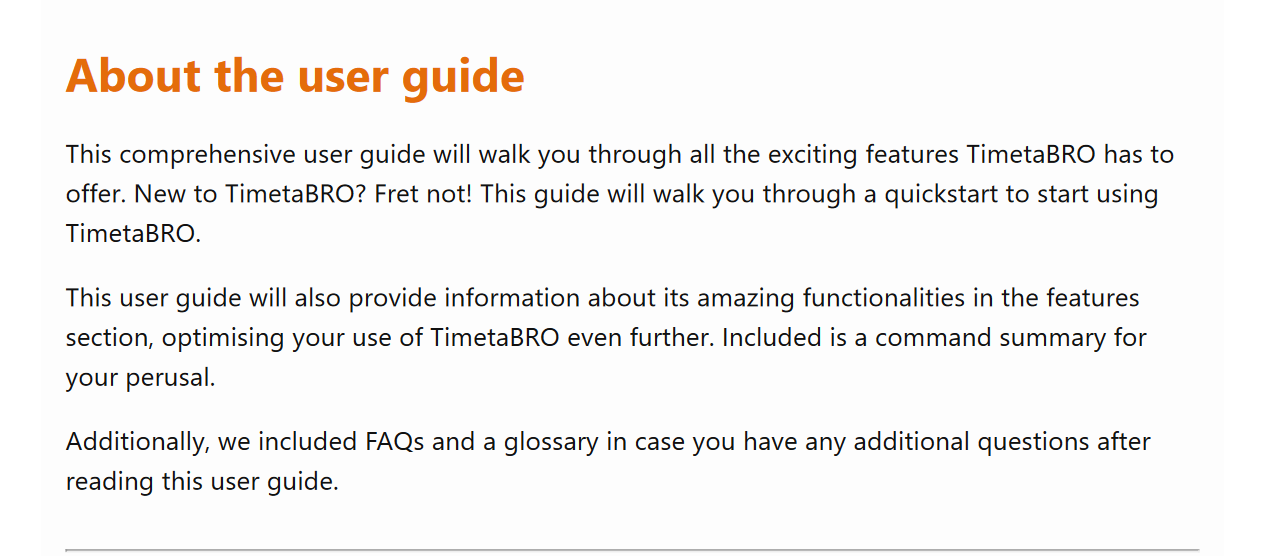 About the user guide
This comprehensive user guide will walk you through all the exciting features TimetaBRO has to
offer. New to TimetaBRO? Fret not! This guide will walk you through a quickstart to start using
TimetaBRO.
This user guide will also provide information about its amazing functionalities in the features
section, optimising your use of TimetaBRO even further. Included is a command summary for
your perusal.
Additionally, we included FAQs and a glossary in case you have any additional questions after
reading this user guide.